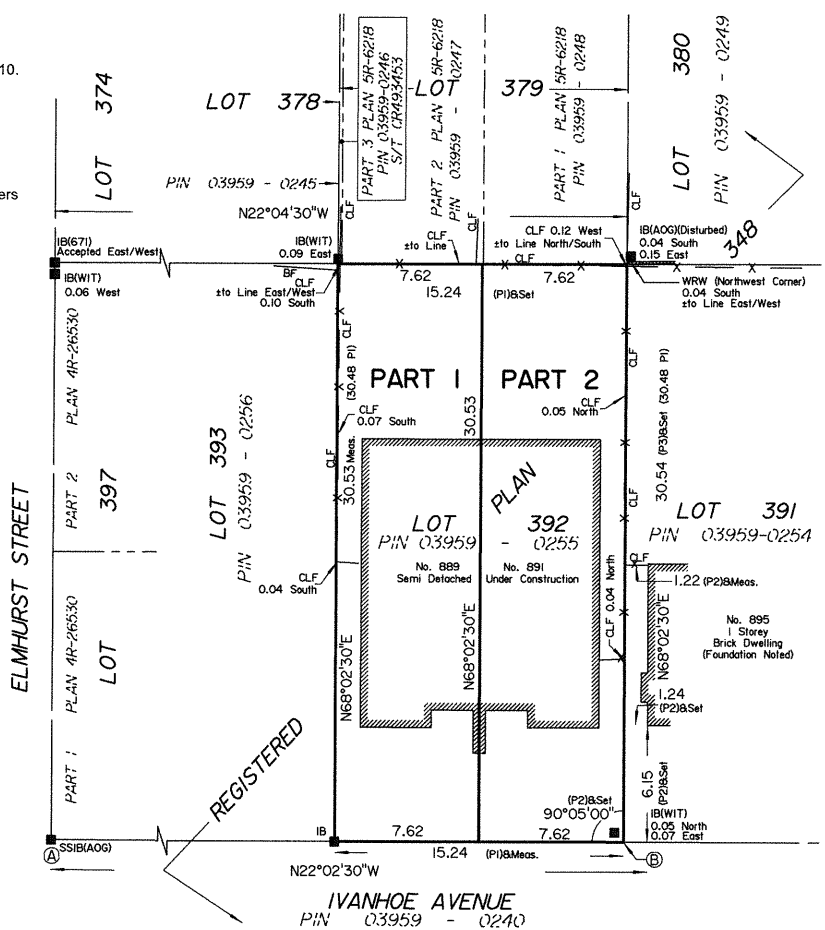 10.
ers
LOT 374
LOT 378
PIN 03959 - 0245
N22°04'30"W
CLF
PART 3 PLAN 5R-6218
PIN 03959-0246
S/T CR493453
PART 2 PLAN 5R-6218
PIN 03959 - 0247
LOT 379
PART 1 PLAN 5R-6218
PIN 03959 - 0248
LOT 380
PIN 03959 - 0249
CLF
348
IB(671)
Accepted East/West
IB(WIT)
0.06 West
IB(WIT)
0.09 East
BF
CLF
±to Line East/West
0.10 South
CLF
±to Line
CLF
CLF
CLF 0.12 West
±to Line North/South
IB(AOG)(Disturbed)
0.04 South
0.15 East
WRW (Northwest Corner)
0.04 South
±to Line East/West
7.62
7.62
15.24 (P1)&Set
PART 1
PART 2
CLF
(30.48 P1)
CLF
0.07 South
CLF
30.53 Meas.
30.53
CLF
0.05 North
CLF
30.54 (P3)&Set (30.48 P1)
CLF
PLAN 4R-26530
PART 2
LOT 397
ELMHURST STREET
LOT 393
PIN 03959 - 0256
PLAN
LOT 392
PIN 03959 - 0255
No. 889
Semi Detached
No. 891
Under Construction
LOT 391
PIN 03959-0254
CLF
0.04 South
CLF
1.22 (P2)&Meas.
CLF 0.04 North
No. 895
1 Storey
Brick Dwelling
(Foundation Noted)
N68°02'30"E
N68°02'30"E
N68°02'30"E
1.24
(P2)&Set
PART 1 PLAN 4R-26530
REGISTERED
6.15
(P2)&Set
(P2)&Set
90°05'00"
IB(WIT)
0.05 North
0.07 East
SSIB(AOG)
A
IB
7.62
7.62
15.24 (P1)&Meas.
B
N22°02'30"W
IVANHOE AVENUE
PIN 03959 - 0240